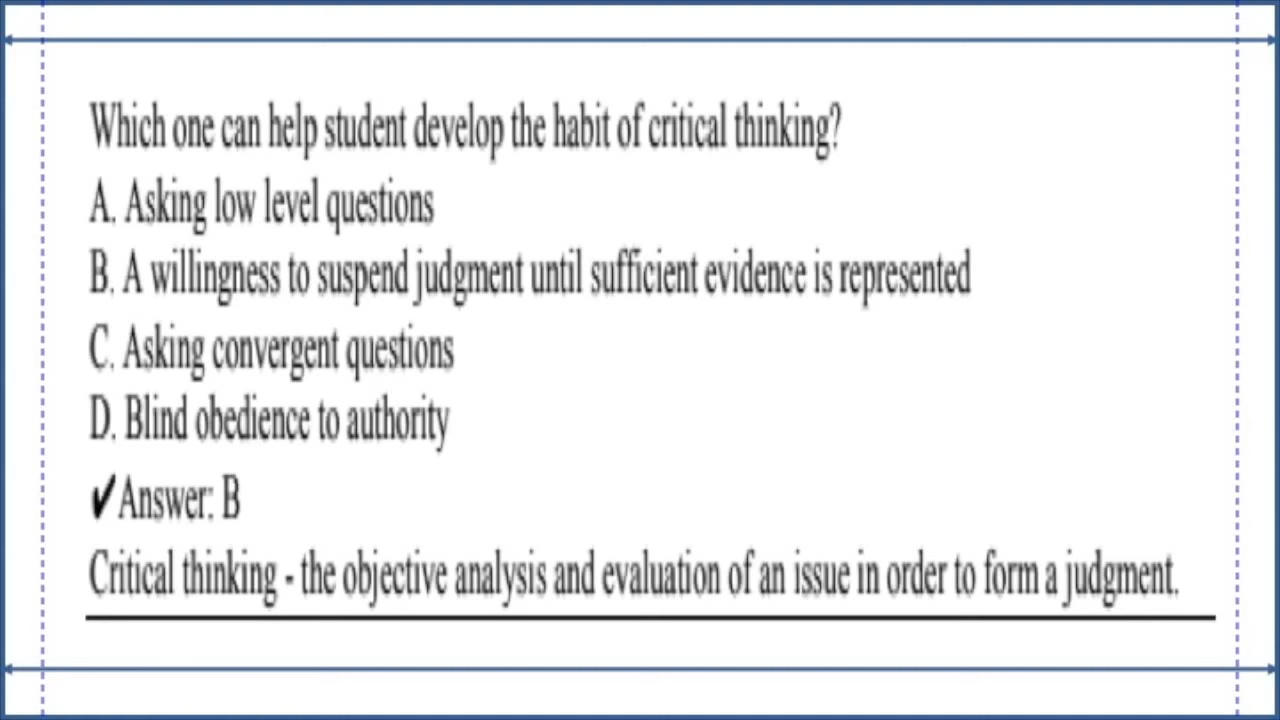 Which one can help student develop the habit of critical thinking?
A. Asking low level questions
B. A willingness to suspend judgment until sufficient evidence is represented
C. Asking convergent questions
D. Blind obedience to authority
✔Answer: B
Critical thinking - the objective analysis and evaluation of an issue in order to form a judgment.